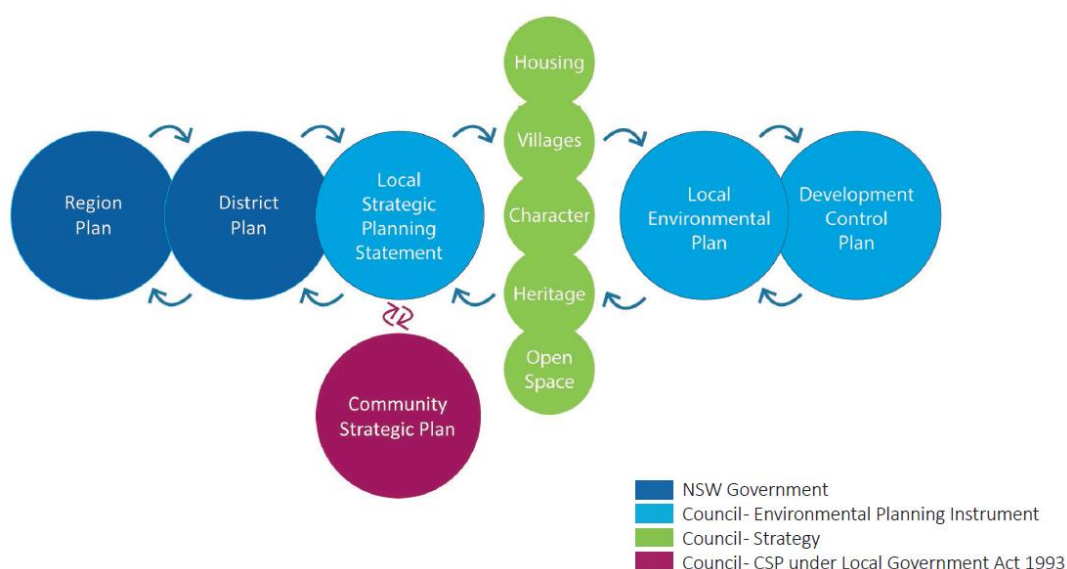 Housing
Villages
Character
Heritage
Open
Space
Region
Plan
District
Plan
Local
Strategic
Planning
Statement
Local
Environmental
Plan
Development
Control
Plan
Community
Strategic Plan
NSW Government
Council- Environmental Planning Instrument
Council- Strategy
Council- CSP under Local Government Act 1993